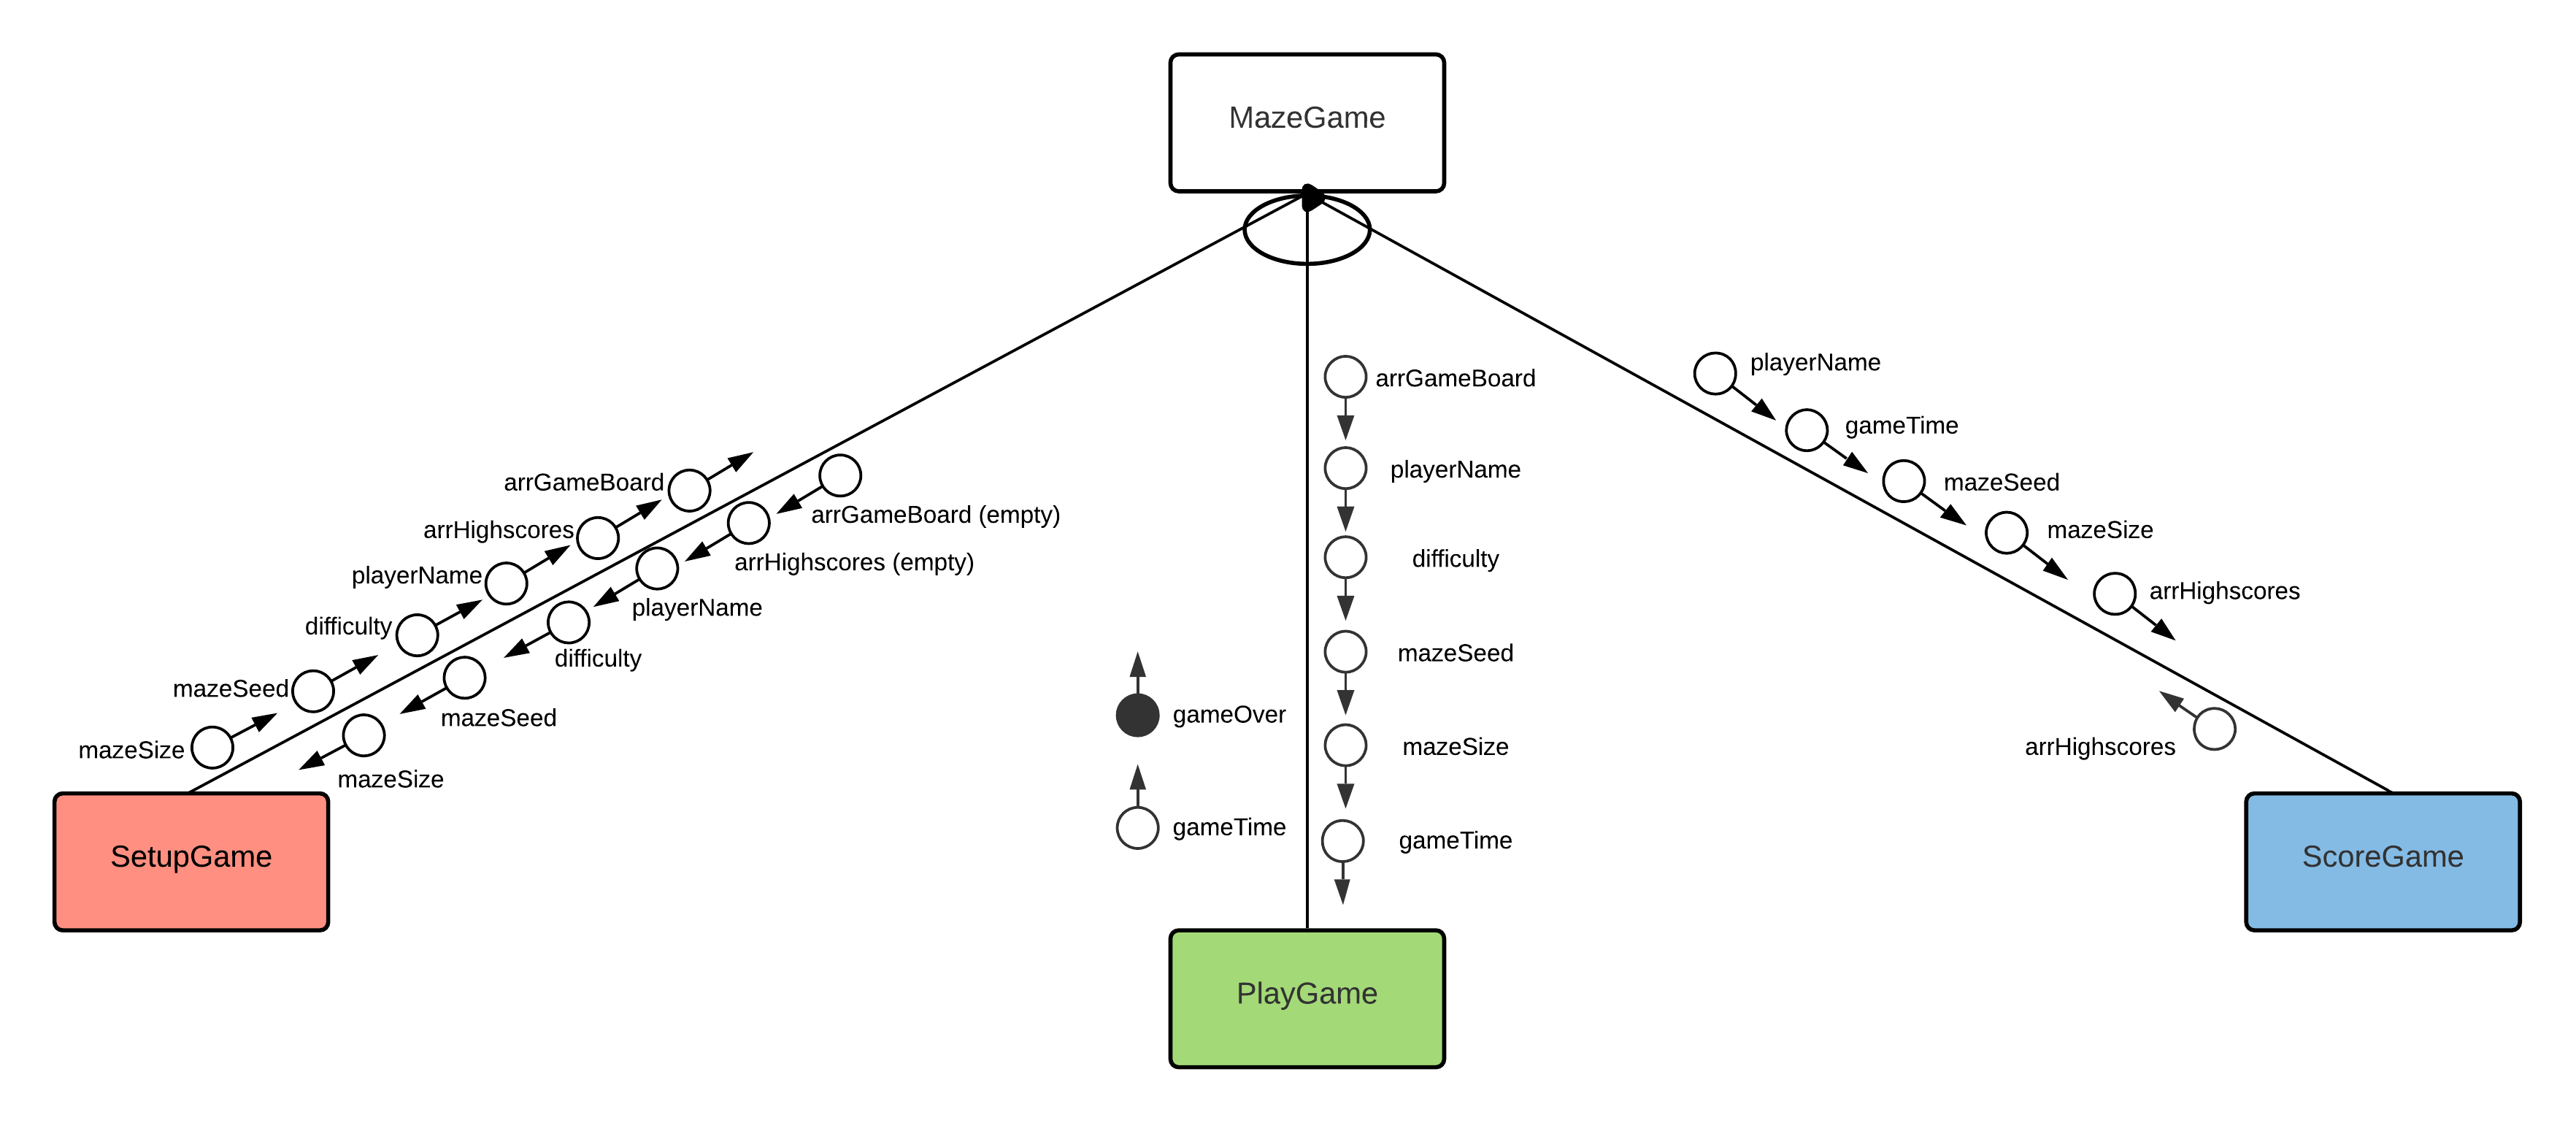 MazeGame
arrGameBoard
arrHighscores
playerName
difficulty
mazeSeed
mazeSize
arrGameBoard (empty)
arrHighscores (empty)
playerName
difficulty
mazeSeed
mazeSize
SetupGame
gameOver
gameTime
arrGameBoard
playerName
difficulty
mazeSeed
mazeSize
gameTime
PlayGame
playerName
gameTime
mazeSeed
mazeSize
arrHighscores
arrHighscores
ScoreGame